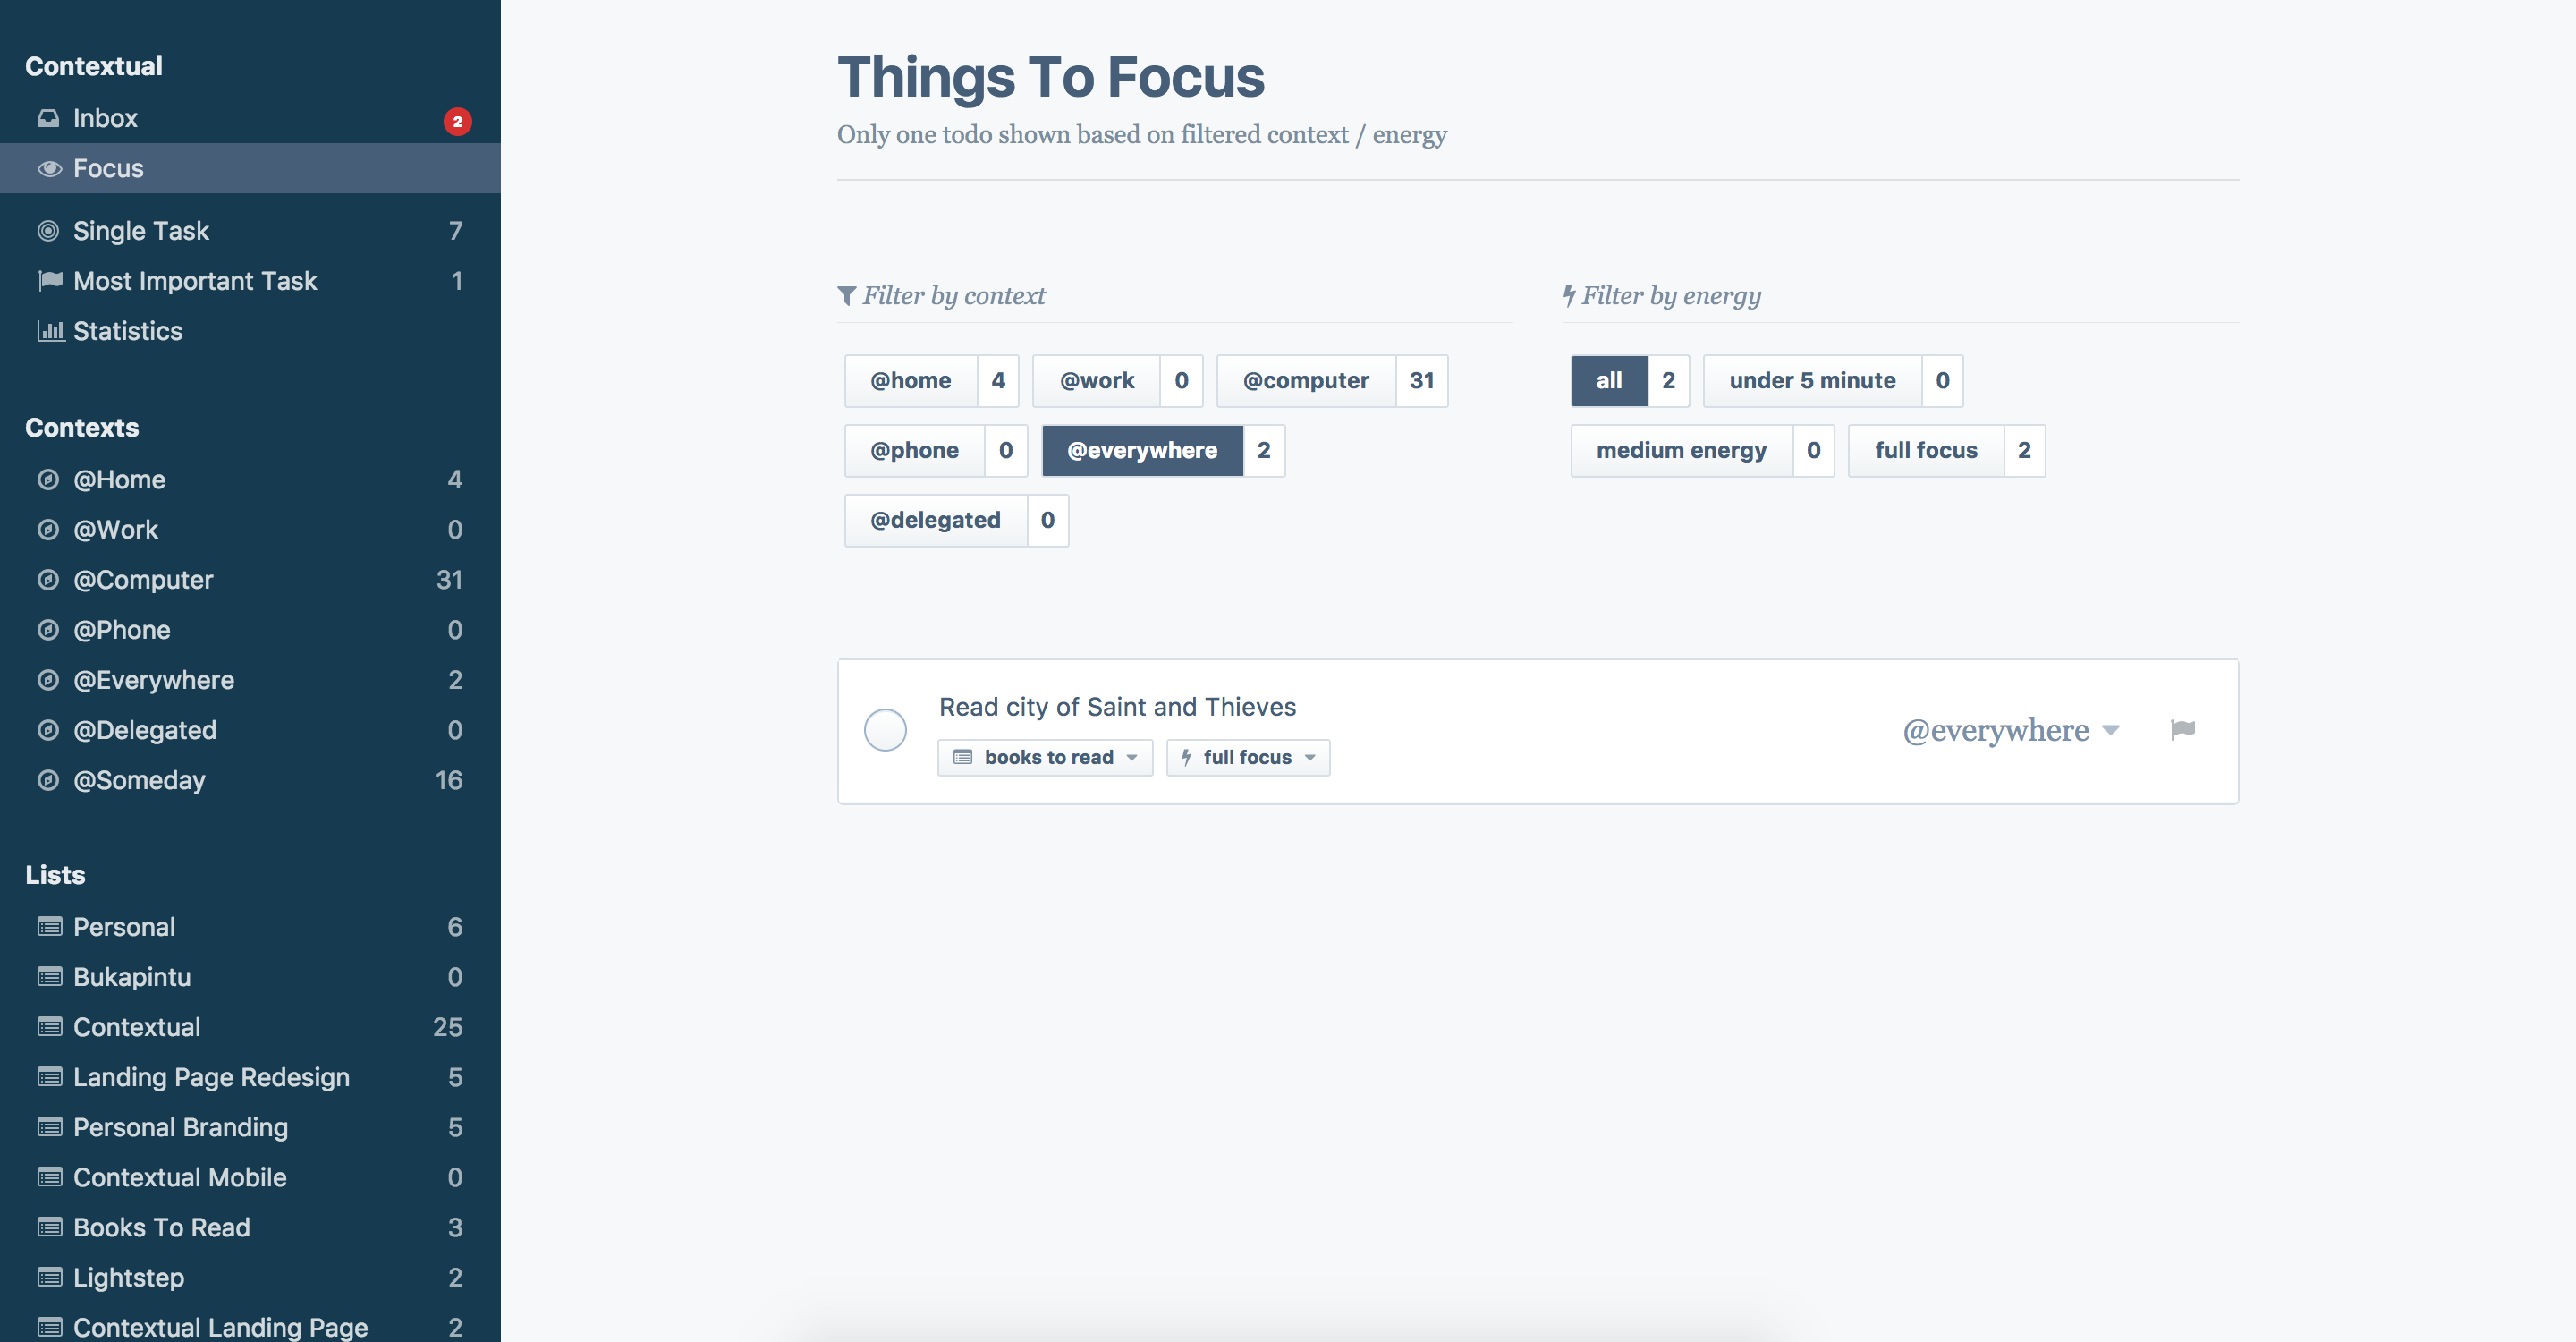 Contextual
Inbox 2
Focus
Single Task 7
Most Important Task 1
Statistics
Contexts
@Home 4
@Work 0
@Computer 31
@Phone 0
@Everywhere 2
@Delegated 0
@Someday 16
Lists
Personal 6
Bukapintu 0
Contextual 25
Landing Page Redesign 5
Personal Branding 5
Contextual Mobile 0
Books To Read 3
Lightstep 2
Contextual Landing Page 2
Things To Focus
Only one todo shown based on filtered context / energy
Filter by context
@home 4 @work 0 @computer 31
@phone 0 @everywhere 2
@delegated 0
Filter by energy
all 2 under 5 minute 0
medium energy 0 full focus 2
Read city of Saint and Thieves
books to read full focus
@everywhere